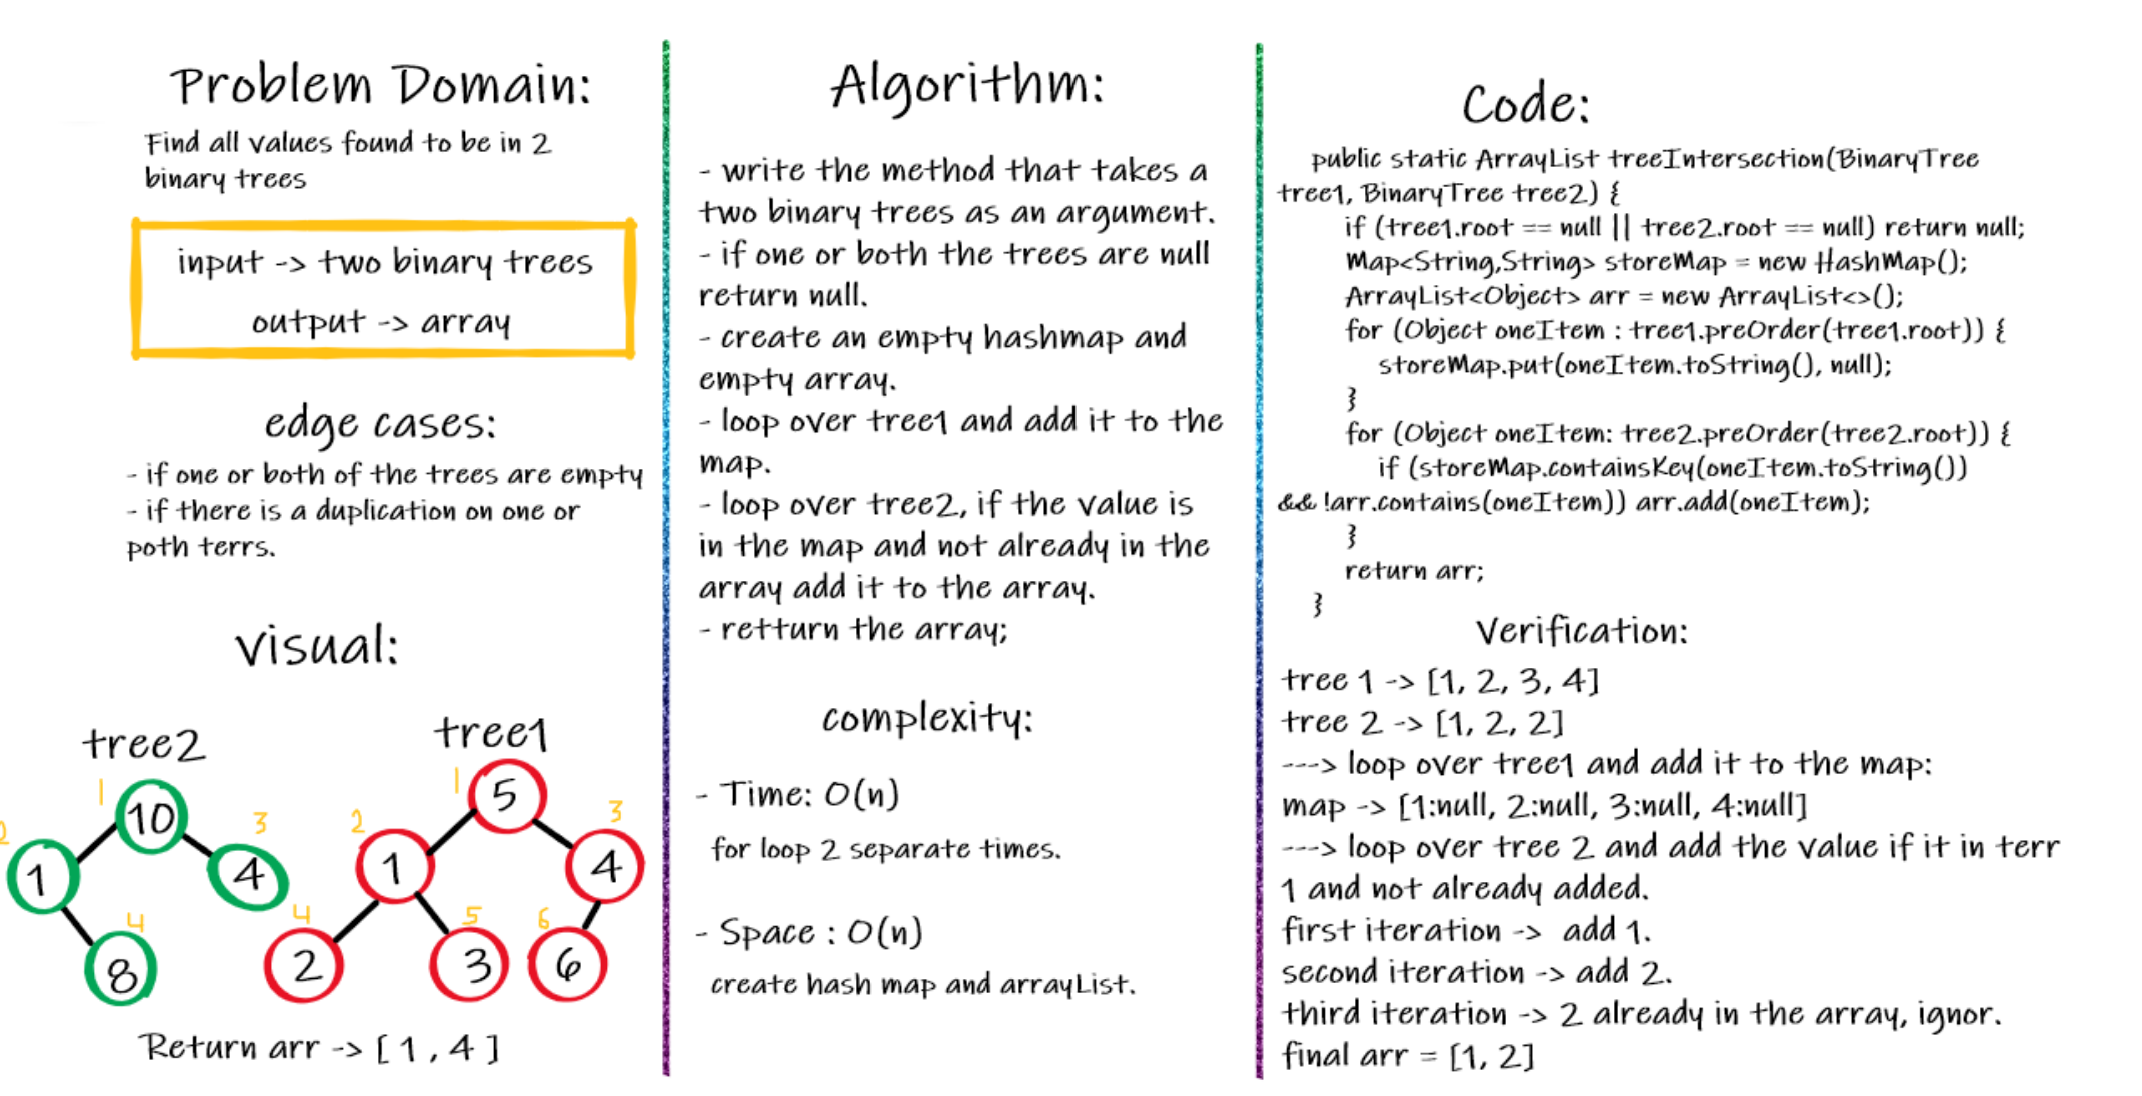 Problem Domain:
Find all values found to be in 2
binary trees
input -> two binary trees
output -> array
edge cases:
- if one or both of the trees are empty
- if there is a duplication on one or
poth terrs.
visual:
tree2
1
10
2
1
3
4
4
8
tree1
1
5
2
1
3
4
4
2
5
3
6
6
Return arr -> [ 1 , 4 ]
Algorithm:
- write the method that takes a
two binary trees as an argument.
- if one or both the trees are null
return null.
- create an empty hashmap and
empty array.
- loop over tree1 and add it to the
map.
- loop over tree2, if the value is
in the map and not already in the
array add it to the array.
- retturn the array;
complexity:
- Time: O(n)
for loop 2 separate times.
- Space : O(n)
create hash map and arrayList.
Code:
public static ArrayList treeIntersection(BinaryTree
tree1, BinaryTree tree2) {
if (tree1.root == null || tree2.root == null) return null;
Map<String,String> storeMap = new HashMap();
ArrayList<Object> arr = new ArrayList<>();
for (Object oneItem : tree1.preOrder(tree1.root)) {
storeMap.put(oneItem.toString(), null);
}
for (Object oneItem: tree2.preOrder(tree2.root)) {
if (storeMap.containsKey(oneItem.toString())
&& !arr.contains(oneItem)) arr.add(oneItem);
}
return arr;
}
Verification:
tree 1 -> [1, 2, 3, 4]
tree 2 -> [1, 2, 2]
---> loop over tree1 and add it to the map:
map -> [1:null, 2:null, 3:null, 4:null]
---> loop over tree 2 and add the value if it in terr
1 and not already added.
first iteration -> add 1.
second iteration -> add 2.
third iteration -> 2 already in the array, ignor.
final arr = [1, 2]